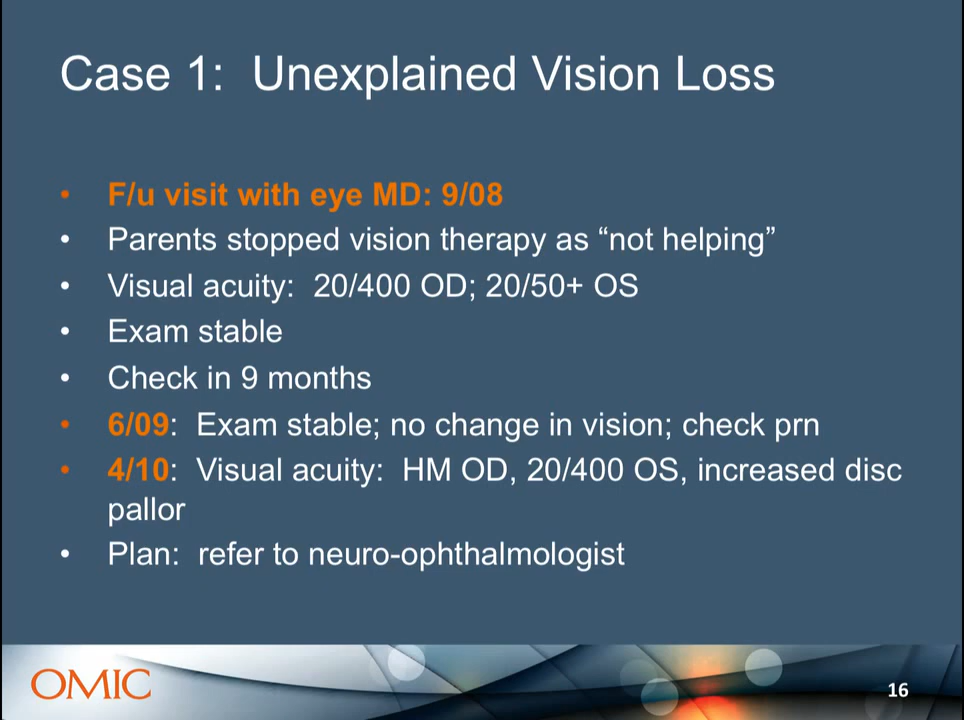 Case 1: Unexplained Vision Loss
• F/u visit with eye MD: 9/08
• Parents stopped vision therapy as “not helping”
• Visual acuity: 20/400 OD; 20/50+ OS
• Exam stable
• Check in 9 months
• 6/09: Exam stable; no change in vision; check prn
• 4/10: Visual acuity: HM OD, 20/400 OS, increased disc
pallor
• Plan: refer to neuro-ophthalmologist
OMIC
16